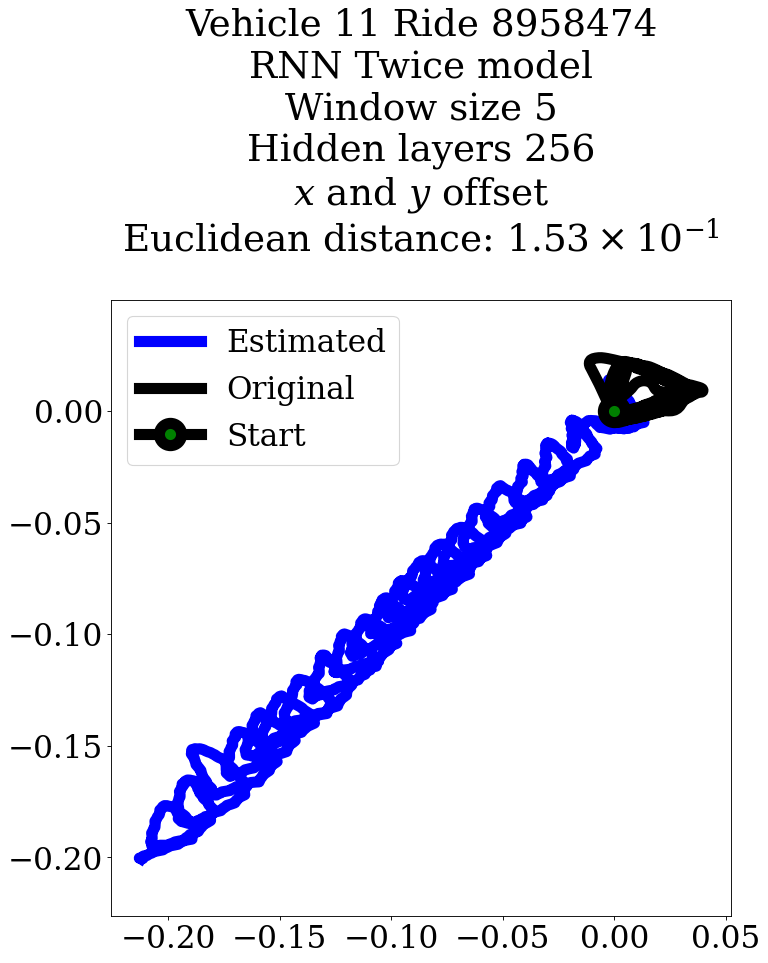 Vehicle 11 Ride 8958474
RNN Twice model
Window size 5
Hidden layers 256
x and y offset
Euclidean distance: 1.53 × 10⁻¹
Estimated
Original
Start
0.00
−0.05
−0.10
−0.15
−0.20
−0.20 −0.15 −0.10 −0.05 0.00 0.05